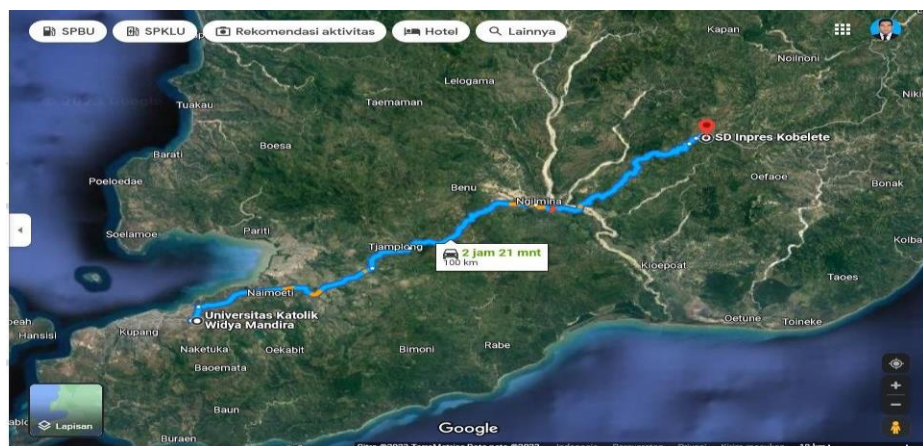 SPBU
SPKLU
Rekomendasi aktivitas
Hotel
Lainnya
Kapan
Noilnoni
Lelogama
Taemaman
Tuakau
Boesa
SD Inpres Kobelete
Barati
Oefaoe
Poeloedae
Benu
Bonak
Ngilmina
Soelamoe
Pariti
Tjamplong
2 jam 21 mnt
100 km
Kioepoat
Taoes
Naimoeti
Universitas Katolik
Widya Mandira
Oetune
Toineke
Hansisi
Kupang
Naketuka
Oekabit
Bimoni
Rabe
Baoemata
Baun
Lapisan
Google
Buraen